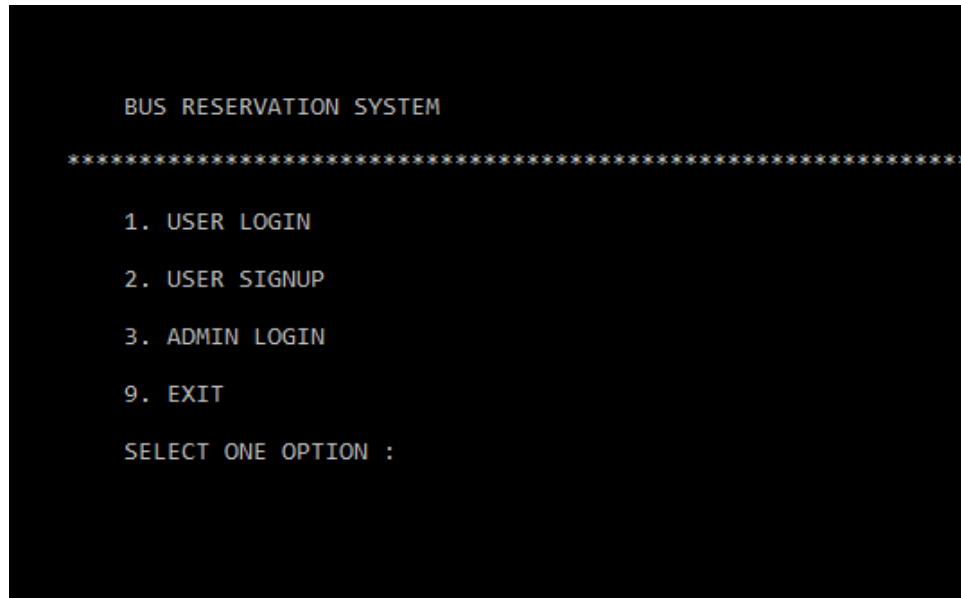 BUS RESERVATION SYSTEM
**************************************************************
1. USER LOGIN
2. USER SIGNUP
3. ADMIN LOGIN
9. EXIT
SELECT ONE OPTION :